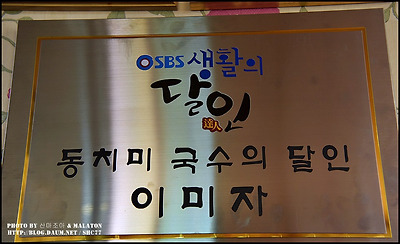 SBS 생활의
달인
達人
동치미 국수의 달인
이미자
PHOTO BY 산마조아 & MALATON
HTTP://BLOG.DAUM.NET/SHC77